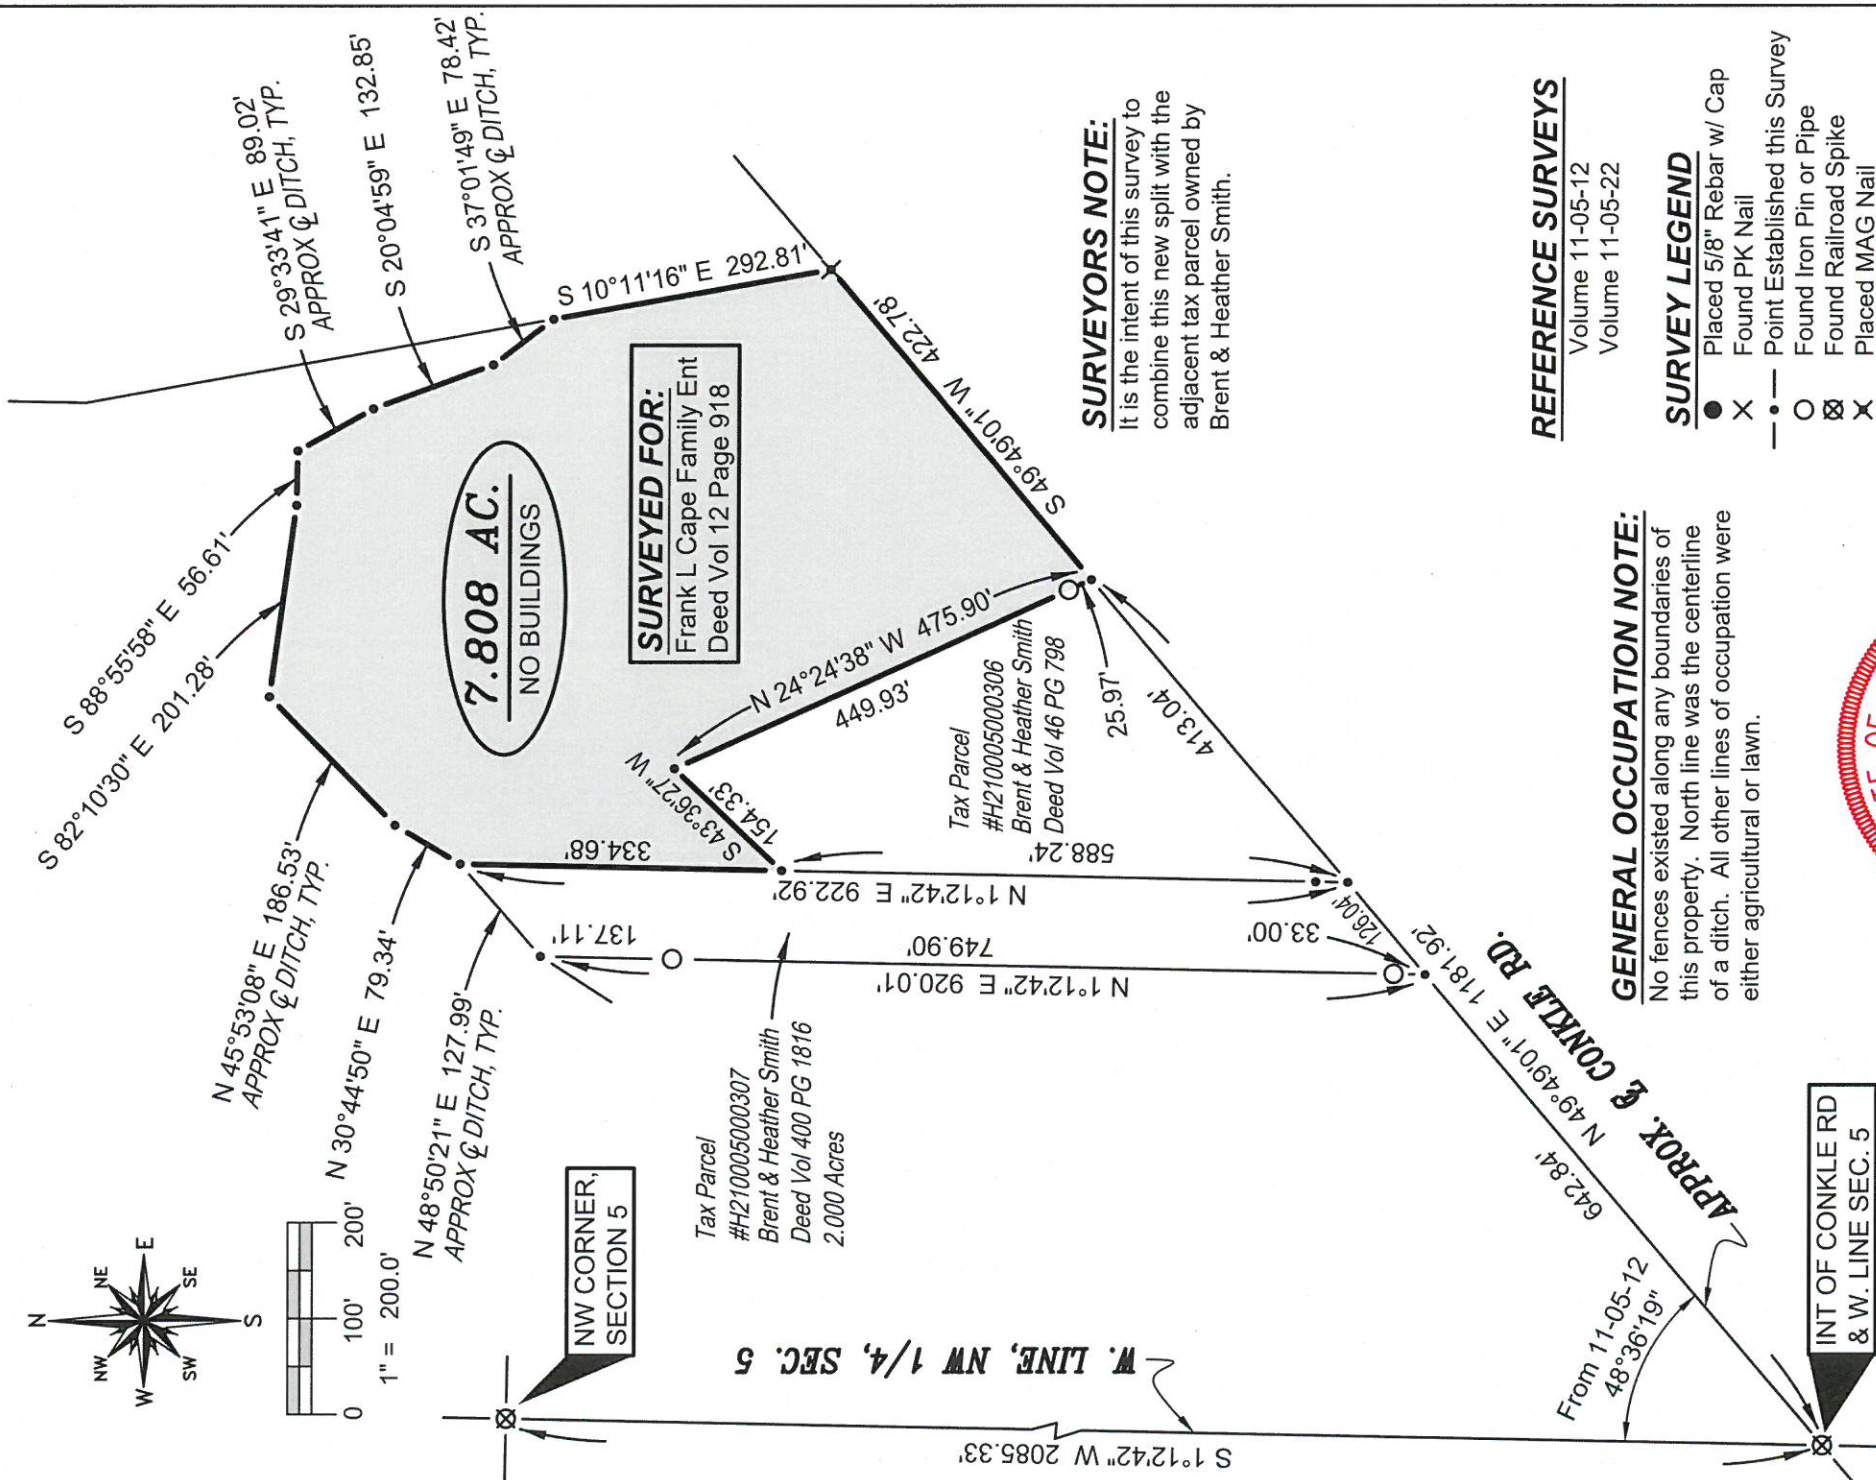 N
NE
E
SE
S
SW
W
NW
0 100' 200'
1" = 200.0'
S 88°55'58" E 56.61'
S 82°10'30" E 201.28'
N 45°53'08" E 186.53'
APPROX ℄ DITCH, TYP.
N 30°44'50" E 79.34'
N 48°50'21" E 127.99'
APPROX ℄ DITCH, TYP.
S 29°33'41" E 89.02'
APPROX ℄ DITCH, TYP.
S 20°04'59" E 132.85'
S 37°01'49" E 78.42'
APPROX ℄ DITCH, TYP.
S 10°11'16" E 292.81'
7.808 AC.
NO BUILDINGS
SURVEYED FOR:
Frank L Cape Family Ent
Deed Vol 12 Page 918
422.78'
S 49°49'01" W
N 24°24'38" W 475.90'
449.93'
25.97'
S 43°36'27" W
154.33'
334.68'
N 1°12'42" E 922.92'
588.24'
413.04'
137.11'
749.90'
N 1°12'42" E 920.01'
33.00'
126.04'
N 49°49'01" E 1181.92'
642.84'
APPROX. ℄ CONKLE RD.
Tax Parcel
#H21000500306
Brent & Heather Smith
Deed Vol 46 PG 798
Tax Parcel
#H21000500307
Brent & Heather Smith
Deed Vol 400 PG 1816
2.000 Acres
NW CORNER,
SECTION 5
W. LINE, NW 1/4, SEC. 5
S 1°12'42" W 2085.33'
From 11-05-12
48°36'19"
INT OF CONKLE RD
& W. LINE SEC. 5
SURVEYORS NOTE:
It is the intent of this survey to
combine this new split with the
adjacent tax parcel owned by
Brent & Heather Smith.
REFERENCE SURVEYS
Volume 11-05-12
Volume 11-05-22
SURVEY LEGEND
Placed 5/8" Rebar w/ Cap
Found PK Nail
Point Established this Survey
Found Iron Pin or Pipe
Found Railroad Spike
Placed MAG Nail
GENERAL OCCUPATION NOTE:
No fences existed along any boundaries of
this property. North line was the centerline
of a ditch. All other lines of occupation were
either agricultural or lawn.